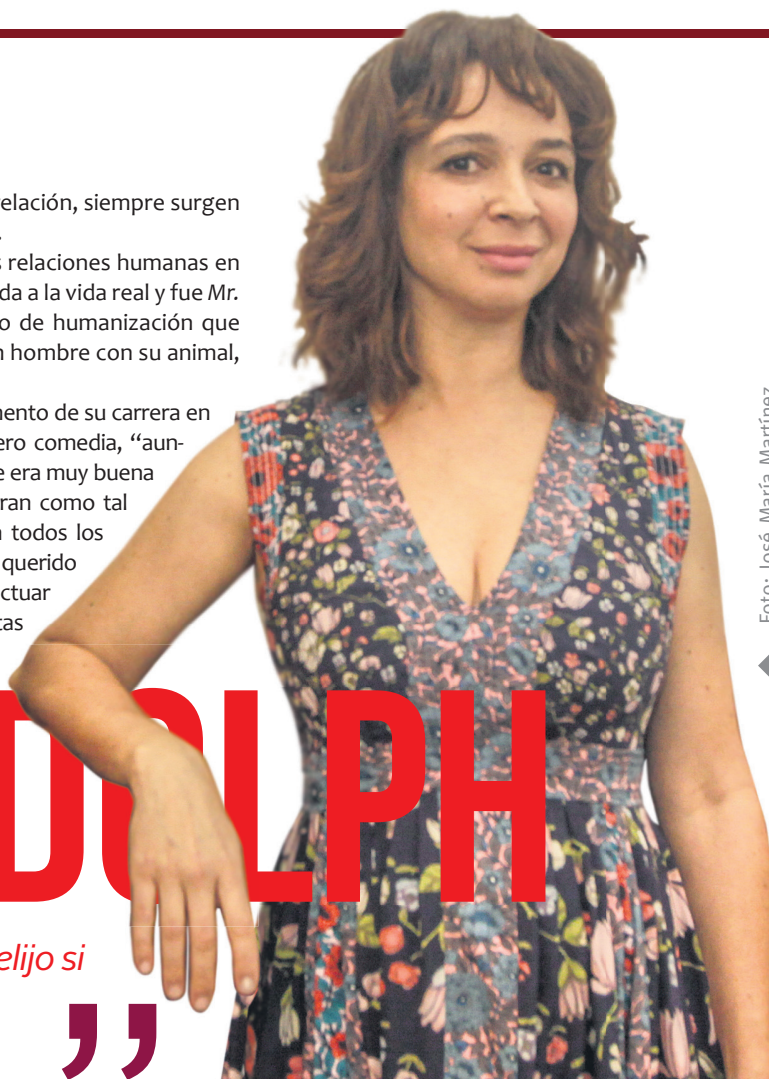 relación, siempre surgen
.
s relaciones humanas en
da a la vida real y fue Mr.
o de humanización que
n hombre con su animal,
mento de su carrera en
ero comedia, “aun-
e era muy buena
ran como tal
todos los
querido
ctuar
cas
DOLPH
elijo si
”
Foto: José María Martínez